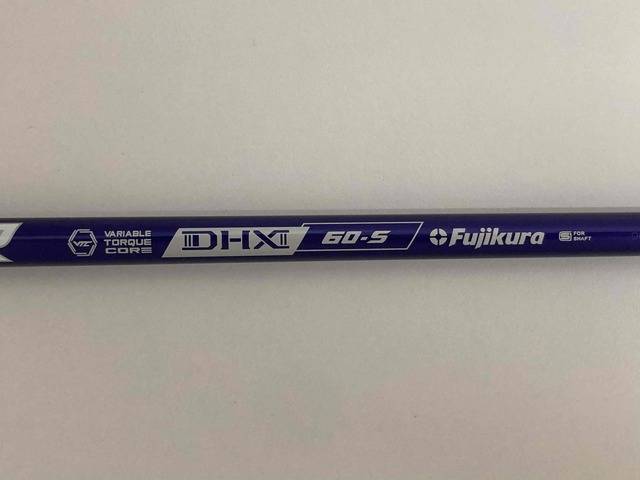 R
VTC
VARIABLE
TORQUE
CORE
DHX
60-S
Fujikura
S FOR
SHAFT